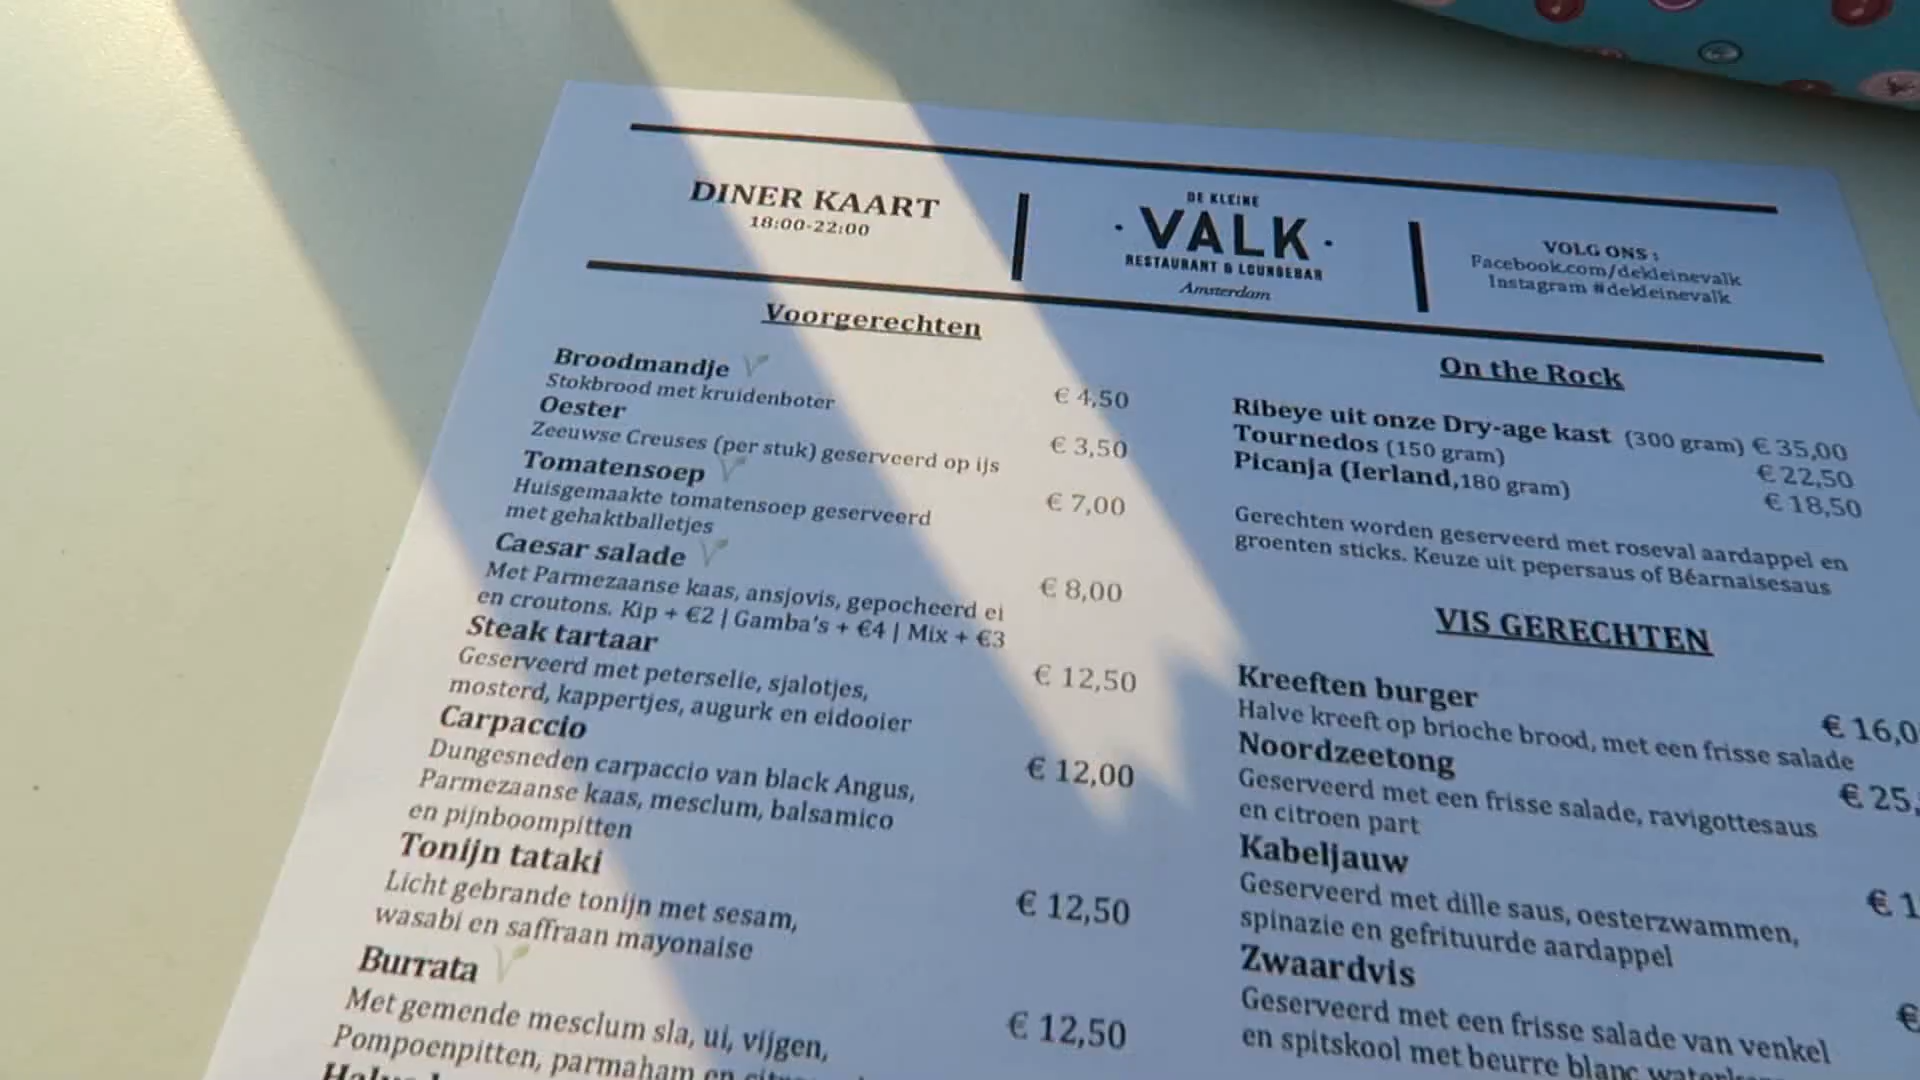 DINER KAART
18:00-22:00
DE KLEINE
· VALK ·
RESTAURANT & LOUNGEBAR
Amsterdam
VOLG ONS :
Facebook.com/dekleinevalk
Instagram #dekleinevalk
Voorgerechten
Broodmandje
Stokbrood met kruidenboter € 4,50
Oester
Zeeuwse Creuses (per stuk) geserveerd op ijs € 3,50
Tomatensoep
Huisgemaakte tomatensoep geserveerd € 7,00
met gehaktballetjes
Caesar salade
Met Parmezaanse kaas, ansjovis, gepocheerd ei € 8,00
en croutons. Kip + €2 | Gamba's + €4 | Mix + €3
Steak tartaar
Geserveerd met peterselie, sjalotjes, € 12,50
mosterd, kappertjes, augurk en eidooier
Carpaccio
Dungesneden carpaccio van black Angus, € 12,00
Parmezaanse kaas, mesclum, balsamico
en pijnboompitten
Tonijn tataki
Licht gebrande tonijn met sesam, € 12,50
wasabi en saffraan mayonaise
Burrata
Met gemende mesclum sla, ui, vijgen, € 12,50
Pompoenpitten, parmaham en
On the Rock
Ribeye uit onze Dry-age kast (300 gram) € 35,00
Tournedos (150 gram) € 22,50
Picanja (Ierland,180 gram) € 18,50
Gerechten worden geserveerd met roseval aardappel en
groenten sticks. Keuze uit pepersaus of Béarnaisesaus
VIS GERECHTEN
Kreeften burger
Halve kreeft op brioche brood, met een frisse salade € 16,0
Noordzeetong
Geserveerd met een frisse salade, ravigottesaus € 25,
en citroen part
Kabeljauw
Geserveerd met dille saus, oesterzwammen, € 1
spinazie en gefrituurde aardappel
Zwaardvis
Geserveerd met een frisse salade van venkel €
en spitskool met beurre blanc